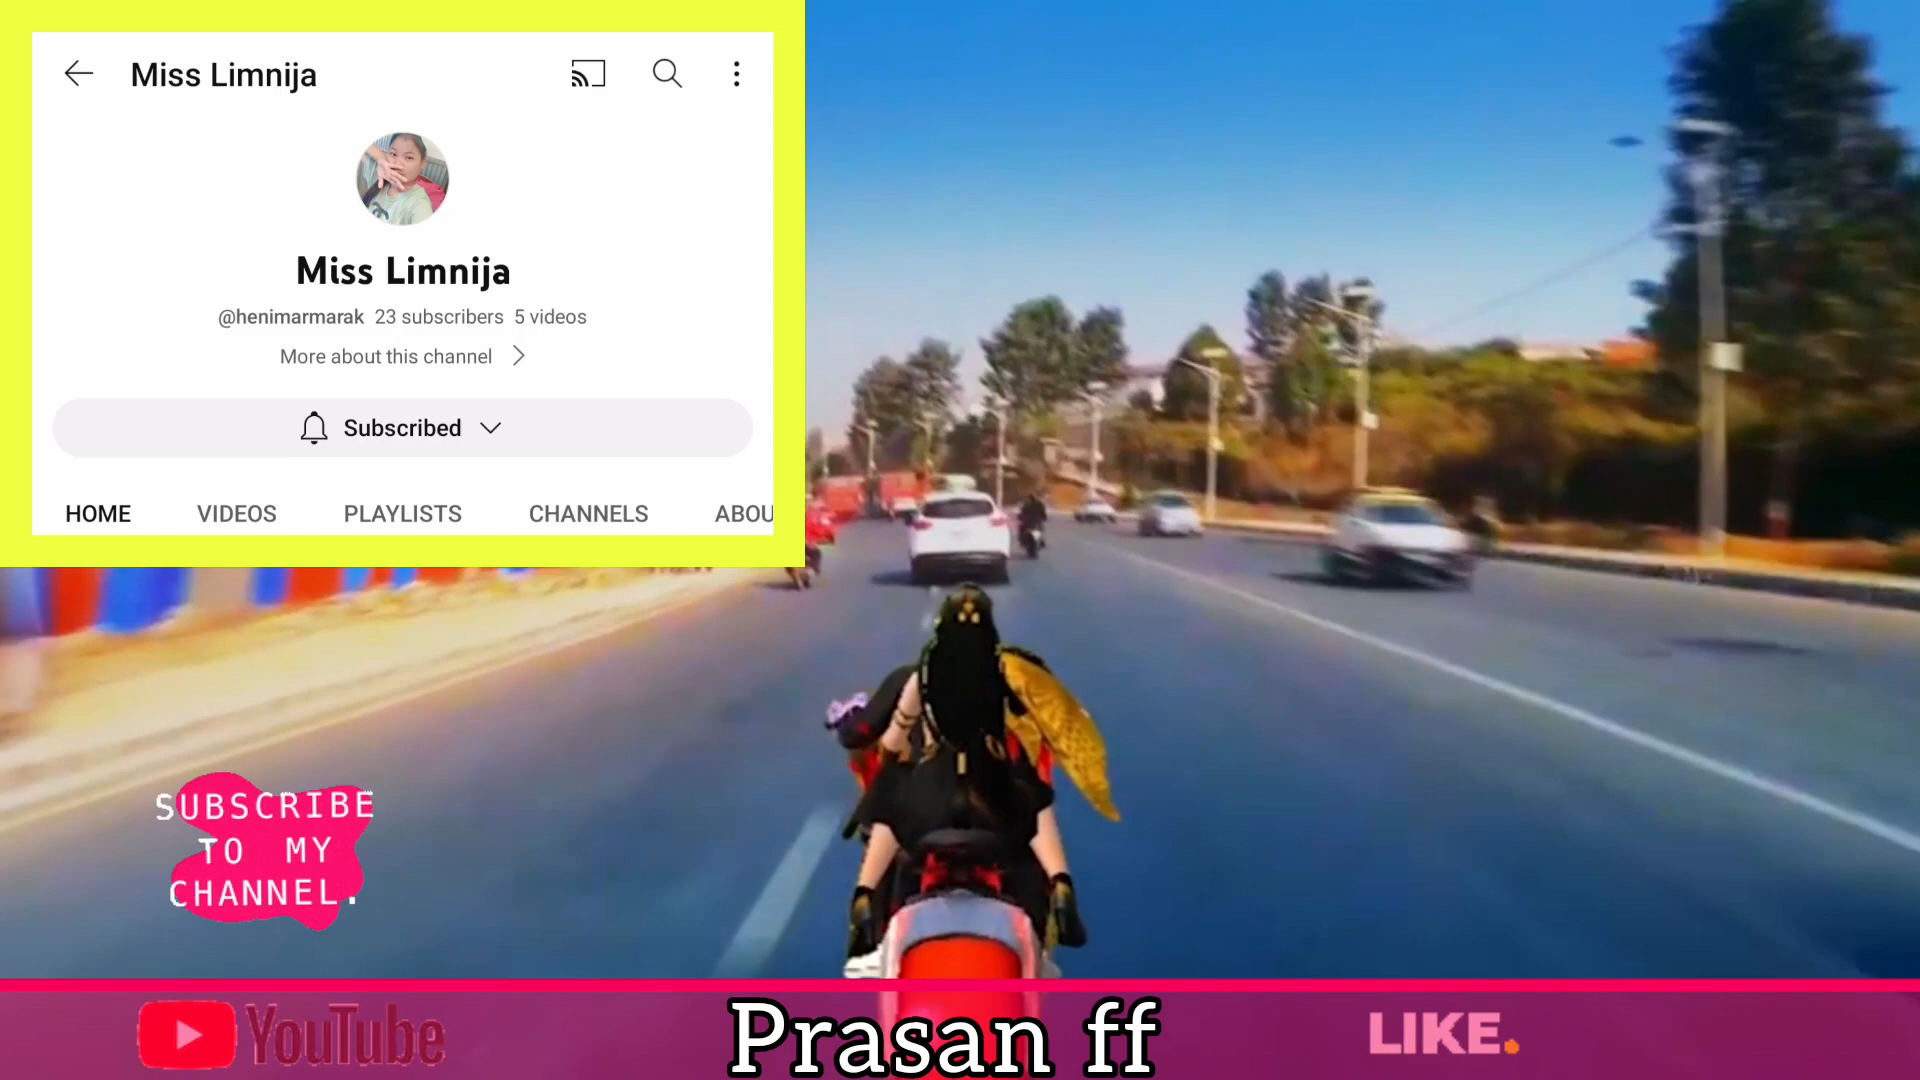 Miss Limnija
Miss Limnija
@henimarmarak 23 subscribers 5 videos
More about this channel
Subscribed
HOME VIDEOS PLAYLISTS CHANNELS ABOU
SUBSCRIBE
TO MY
CHANNEL.
YouTube
Prasan ff
LIKE.